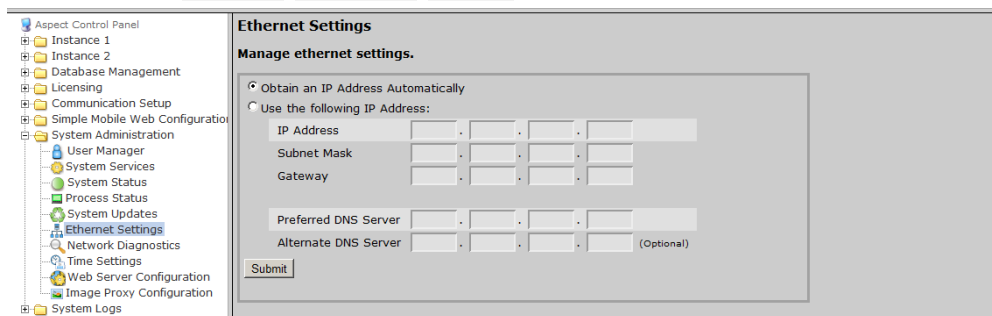 Aspect Control Panel
Instance 1
Instance 2
Database Management
Licensing
Communication Setup
Simple Mobile Web Configuration
System Administration
User Manager
System Services
System Status
Process Status
System Updates
Ethernet Settings
Network Diagnostics
Time Settings
Web Server Configuration
Image Proxy Configuration
System Logs
Ethernet Settings
Manage ethernet settings.
Obtain an IP Address Automatically
Use the following IP Address:
IP Address . . .
Subnet Mask . . .
Gateway . . .
Preferred DNS Server . . .
Alternate DNS Server . . . (Optional)
Submit